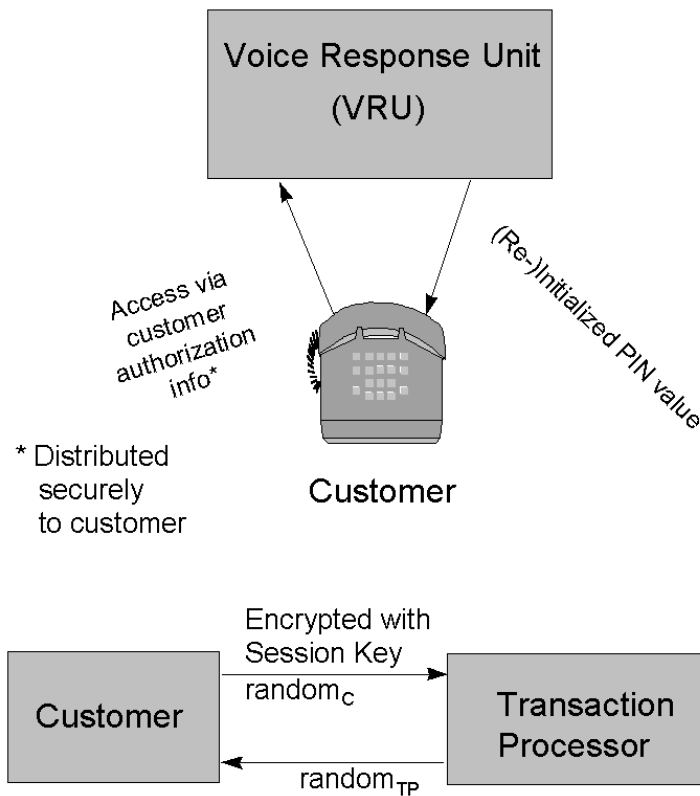 Voice Response Unit
(VRU)
Access via
customer
authorization
info*
(Re-)Initialized PIN value
* Distributed
securely
to customer
Customer
Encrypted with
Session Key
random_C
Customer
Transaction
Processor
random_TP